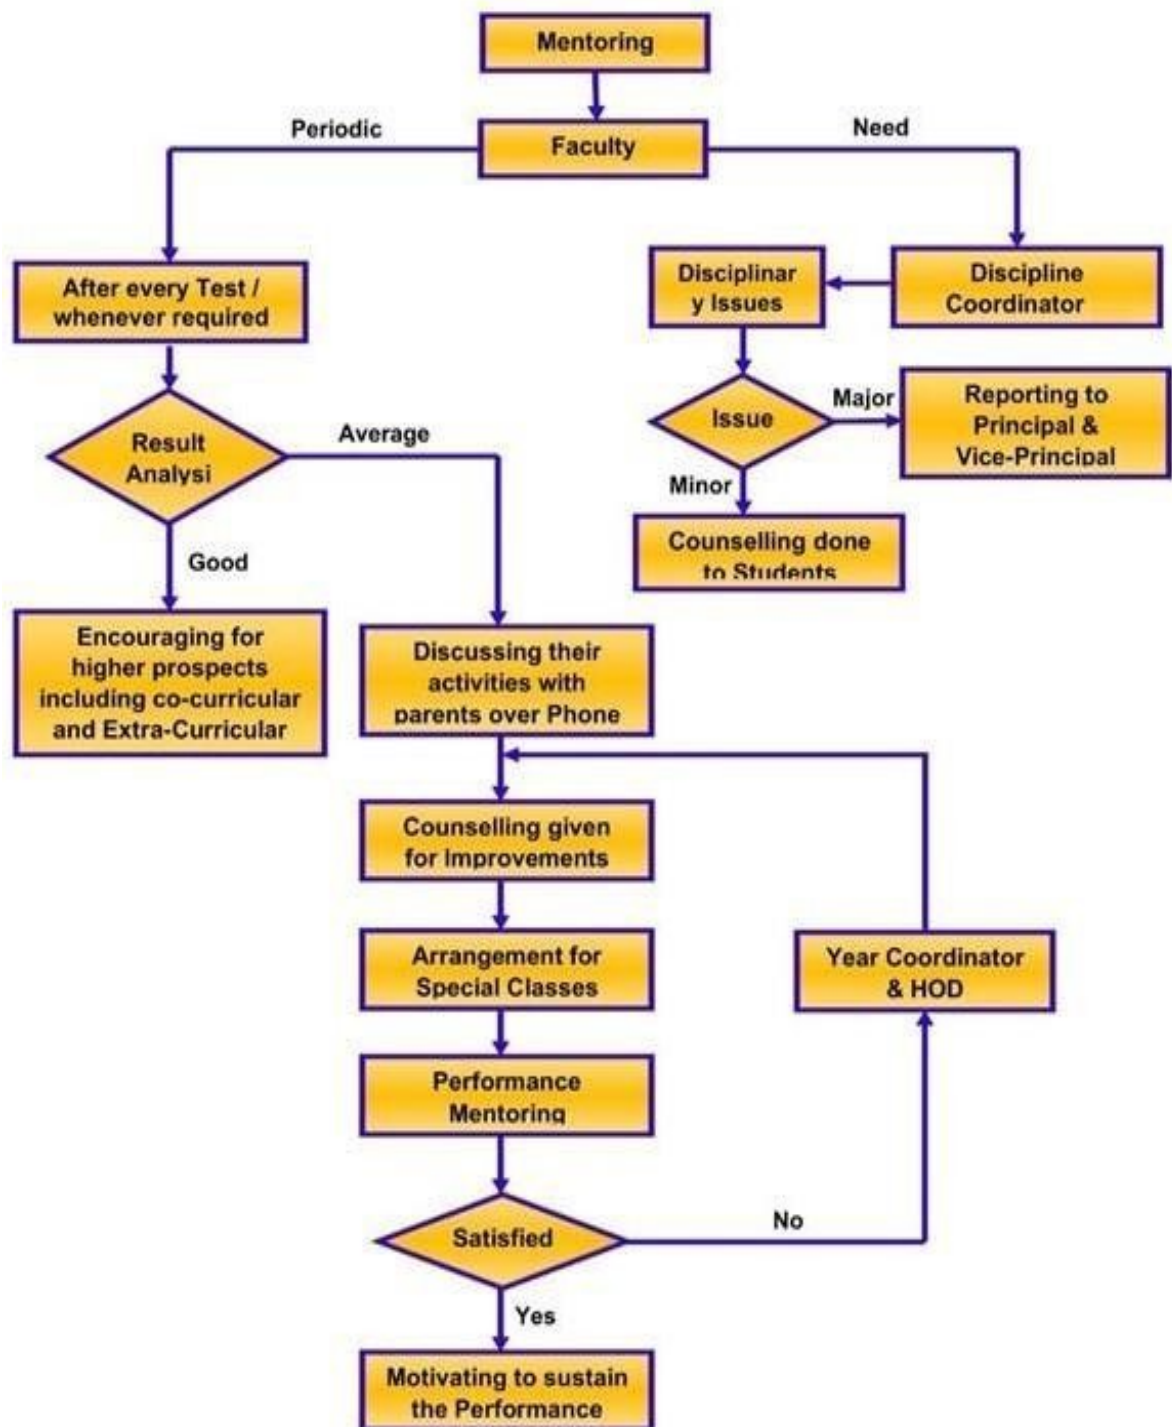 Mentoring
Periodic
Faculty
Need
After every Test /
whenever required
Disciplinar
y Issues
Discipline
Coordinator
Result
Analysi
Average
Issue
Major
Reporting to
Principal &
Vice-Principal
Minor
Counselling done
to Students
Good
Encouraging for
higher prospects
including co-curricular
and Extra-Curricular
Discussing their
activities with
parents over Phone
Counselling given
for Improvements
Arrangement for
Special Classes
Year Coordinator
& HOD
Performance
Mentoring
Satisfied
No
Yes
Motivating to sustain
the Performance